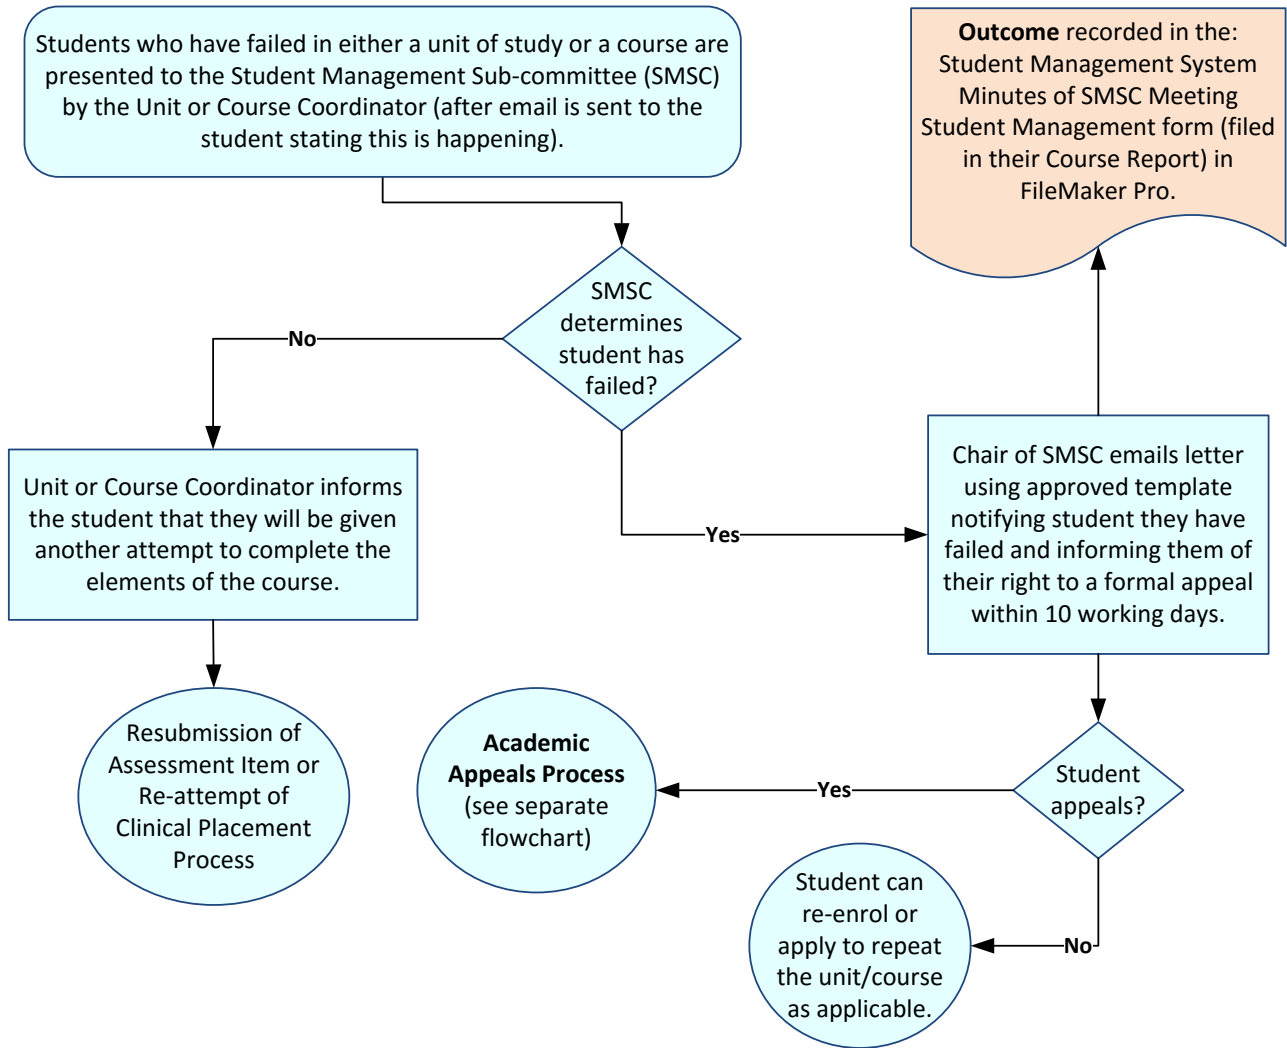 Students who have failed in either a unit of study or a course are
presented to the Student Management Sub-committee (SMSC)
by the Unit or Course Coordinator (after email is sent to the
student stating this is happening).
Outcome recorded in the:
Student Management System
Minutes of SMSC Meeting
Student Management form (filed
in their Course Report) in
FileMaker Pro.
SMSC
determines
student has
failed?
No
Yes
Unit or Course Coordinator informs
the student that they will be given
another attempt to complete the
elements of the course.
Chair of SMSC emails letter
using approved template
notifying student they have
failed and informing them of
their right to a formal appeal
within 10 working days.
Resubmission of
Assessment Item or
Re-attempt of
Clinical Placement
Process
Academic
Appeals Process
(see separate
flowchart)
Yes
Student
appeals?
No
Student can
re-enrol or
apply to repeat
the unit/course
as applicable.